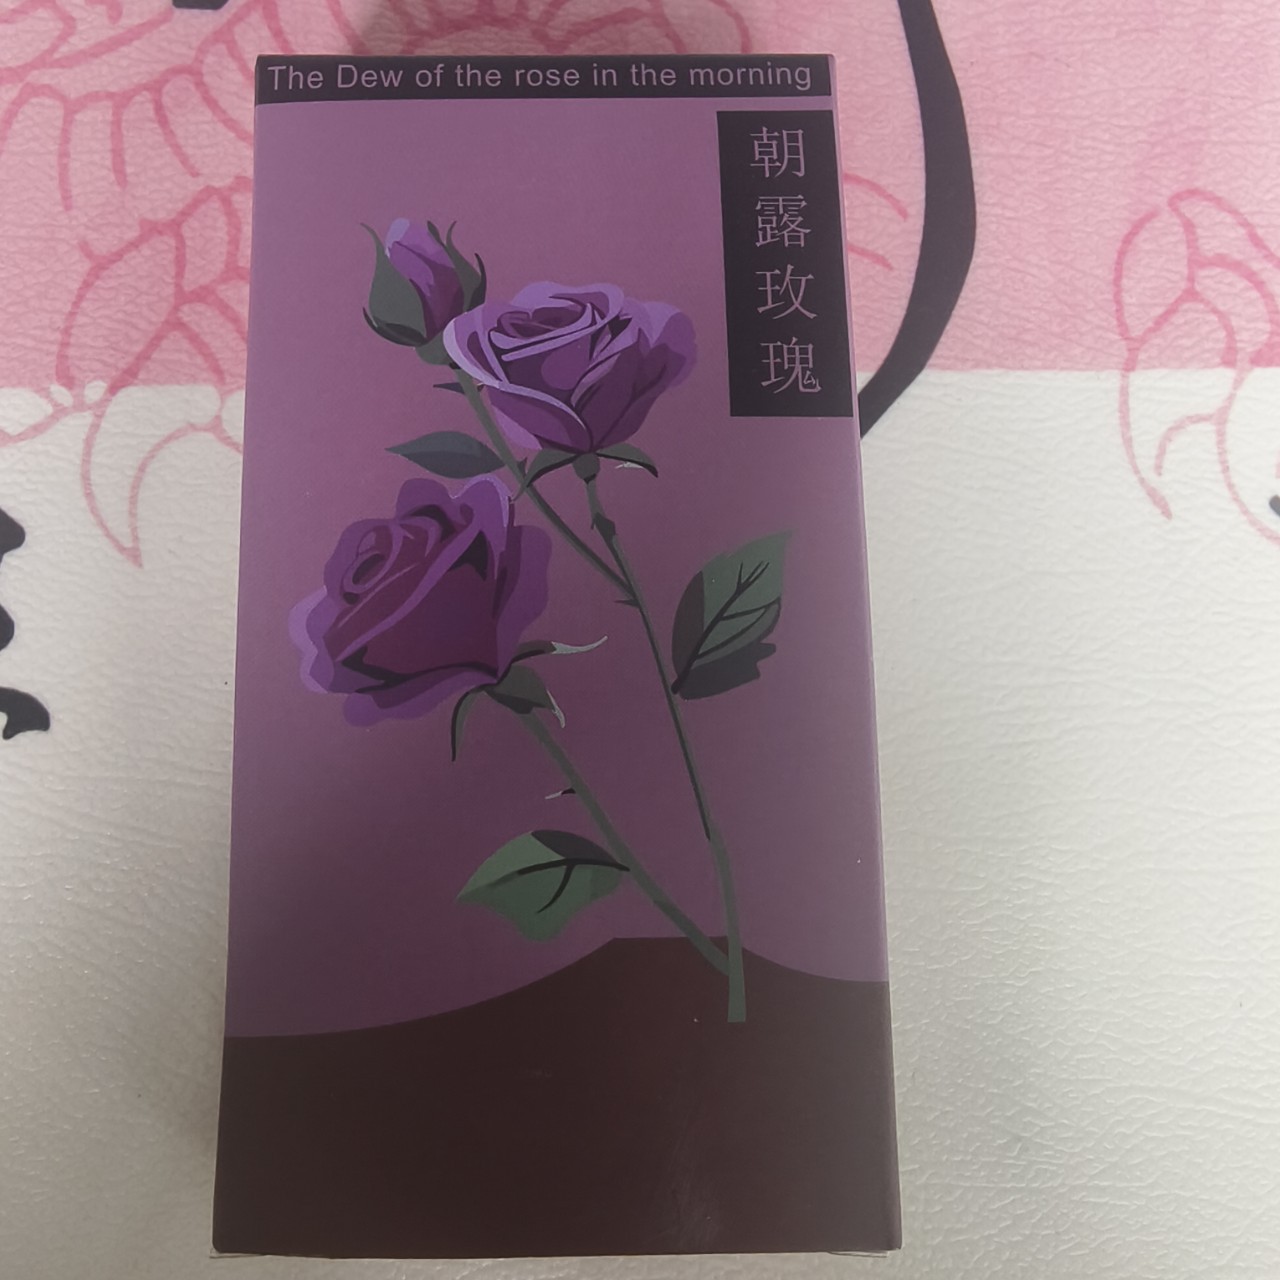 The Dew of the rose in the morning
朝露玫瑰